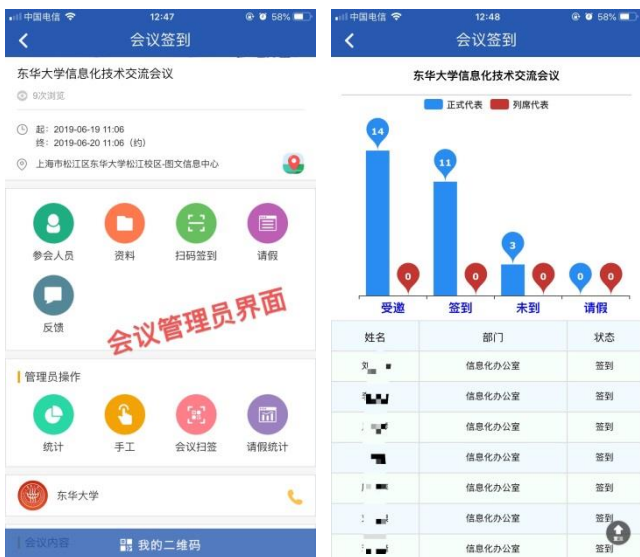 中国电信
12:47
58%
会议签到
东华大学信息化技术交流会议
9次浏览
起：2019-06-19 11:06
终：2019-06-20 11:06（约）
上海市松江区东华大学松江校区-图文信息中心
参会人员 资料 扫码签到 请假
反馈
会议管理员界面
管理员操作
统计 手工 会议扫签 请假统计
东华大学
会议内容
我的二维码
中国电信
12:48
58%
会议签到
东华大学信息化技术交流会议
正式代表 列席代表
14 0 11 0 3 0 0 0
受邀 签到 未到 请假
姓名 部门 状态
信息化办公室 签到
信息化办公室 签到
信息化办公室 签到
信息化办公室 签到
信息化办公室 签到
信息化办公室 签到
信息化办公室 签到